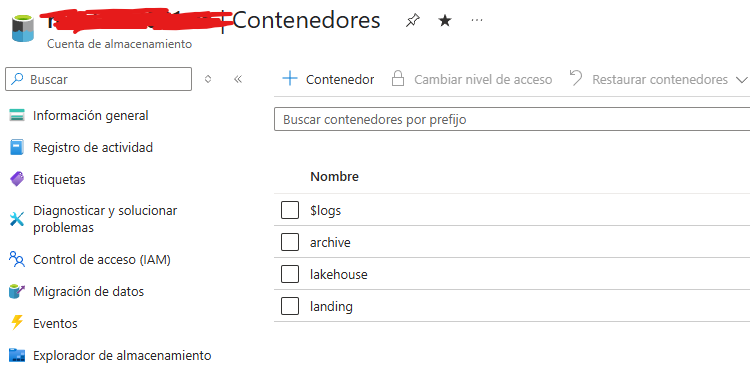 | Contenedores
Cuenta de almacenamiento
Buscar
Contenedor
Cambiar nivel de acceso
Restaurar contenedores
Buscar contenedores por prefijo
Información general
Registro de actividad
Etiquetas
Diagnosticar y solucionar
problemas
Control de acceso (IAM)
Migración de datos
Eventos
Explorador de almacenamiento
Nombre
$logs
archive
lakehouse
landing